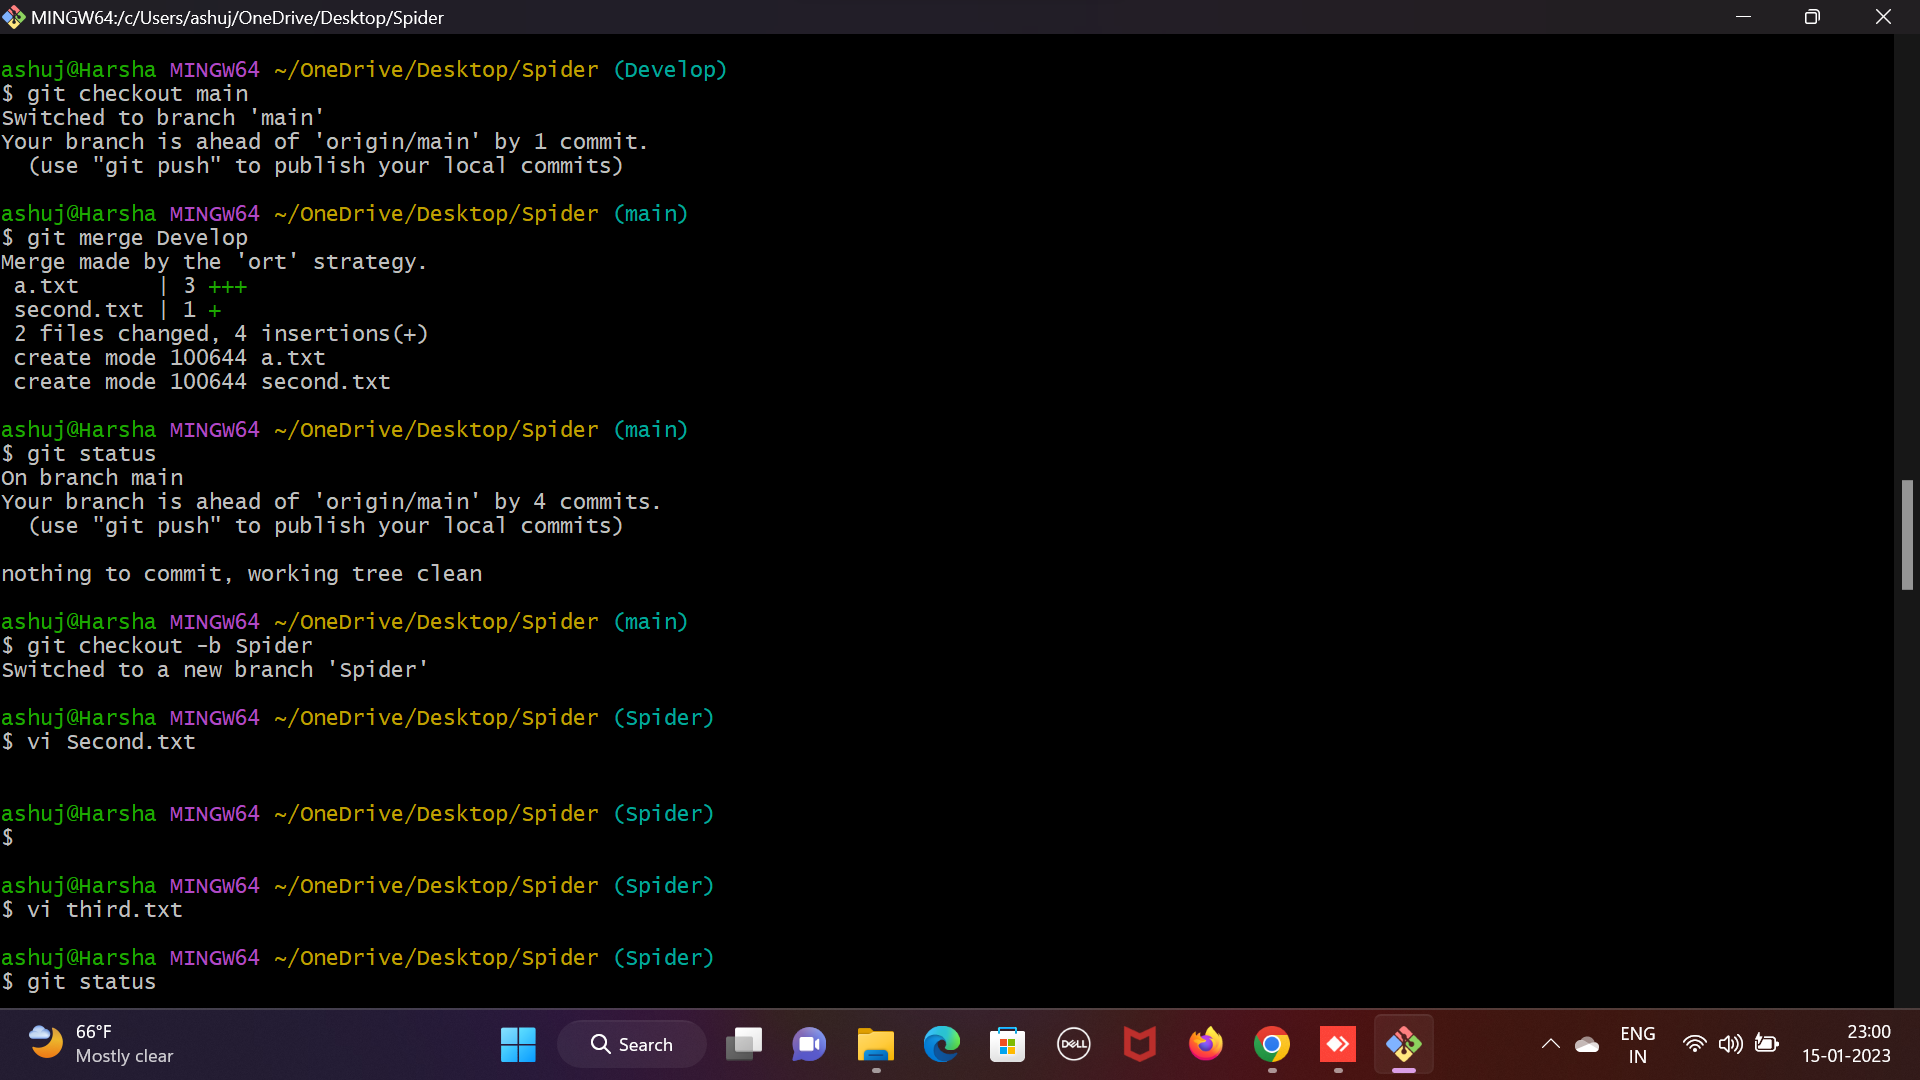 MINGW64:/c/Users/ashuj/OneDrive/Desktop/Spider
ashuj@Harsha MINGW64 ~/OneDrive/Desktop/Spider (Develop)
$ git checkout main
Switched to branch 'main'
Your branch is ahead of 'origin/main' by 1 commit.
  (use "git push" to publish your local commits)
ashuj@Harsha MINGW64 ~/OneDrive/Desktop/Spider (main)
$ git merge Develop
Merge made by the 'ort' strategy.
 a.txt      | 3 +++
 second.txt | 1 +
 2 files changed, 4 insertions(+)
 create mode 100644 a.txt
 create mode 100644 second.txt
ashuj@Harsha MINGW64 ~/OneDrive/Desktop/Spider (main)
$ git status
On branch main
Your branch is ahead of 'origin/main' by 4 commits.
  (use "git push" to publish your local commits)
nothing to commit, working tree clean
ashuj@Harsha MINGW64 ~/OneDrive/Desktop/Spider (main)
$ git checkout -b Spider
Switched to a new branch 'Spider'
ashuj@Harsha MINGW64 ~/OneDrive/Desktop/Spider (Spider)
$ vi Second.txt
ashuj@Harsha MINGW64 ~/OneDrive/Desktop/Spider (Spider)
$
ashuj@Harsha MINGW64 ~/OneDrive/Desktop/Spider (Spider)
$ vi third.txt
ashuj@Harsha MINGW64 ~/OneDrive/Desktop/Spider (Spider)
$ git status
66°F
Mostly clear
Search
DELL
ENG
IN
23:00
15-01-2023